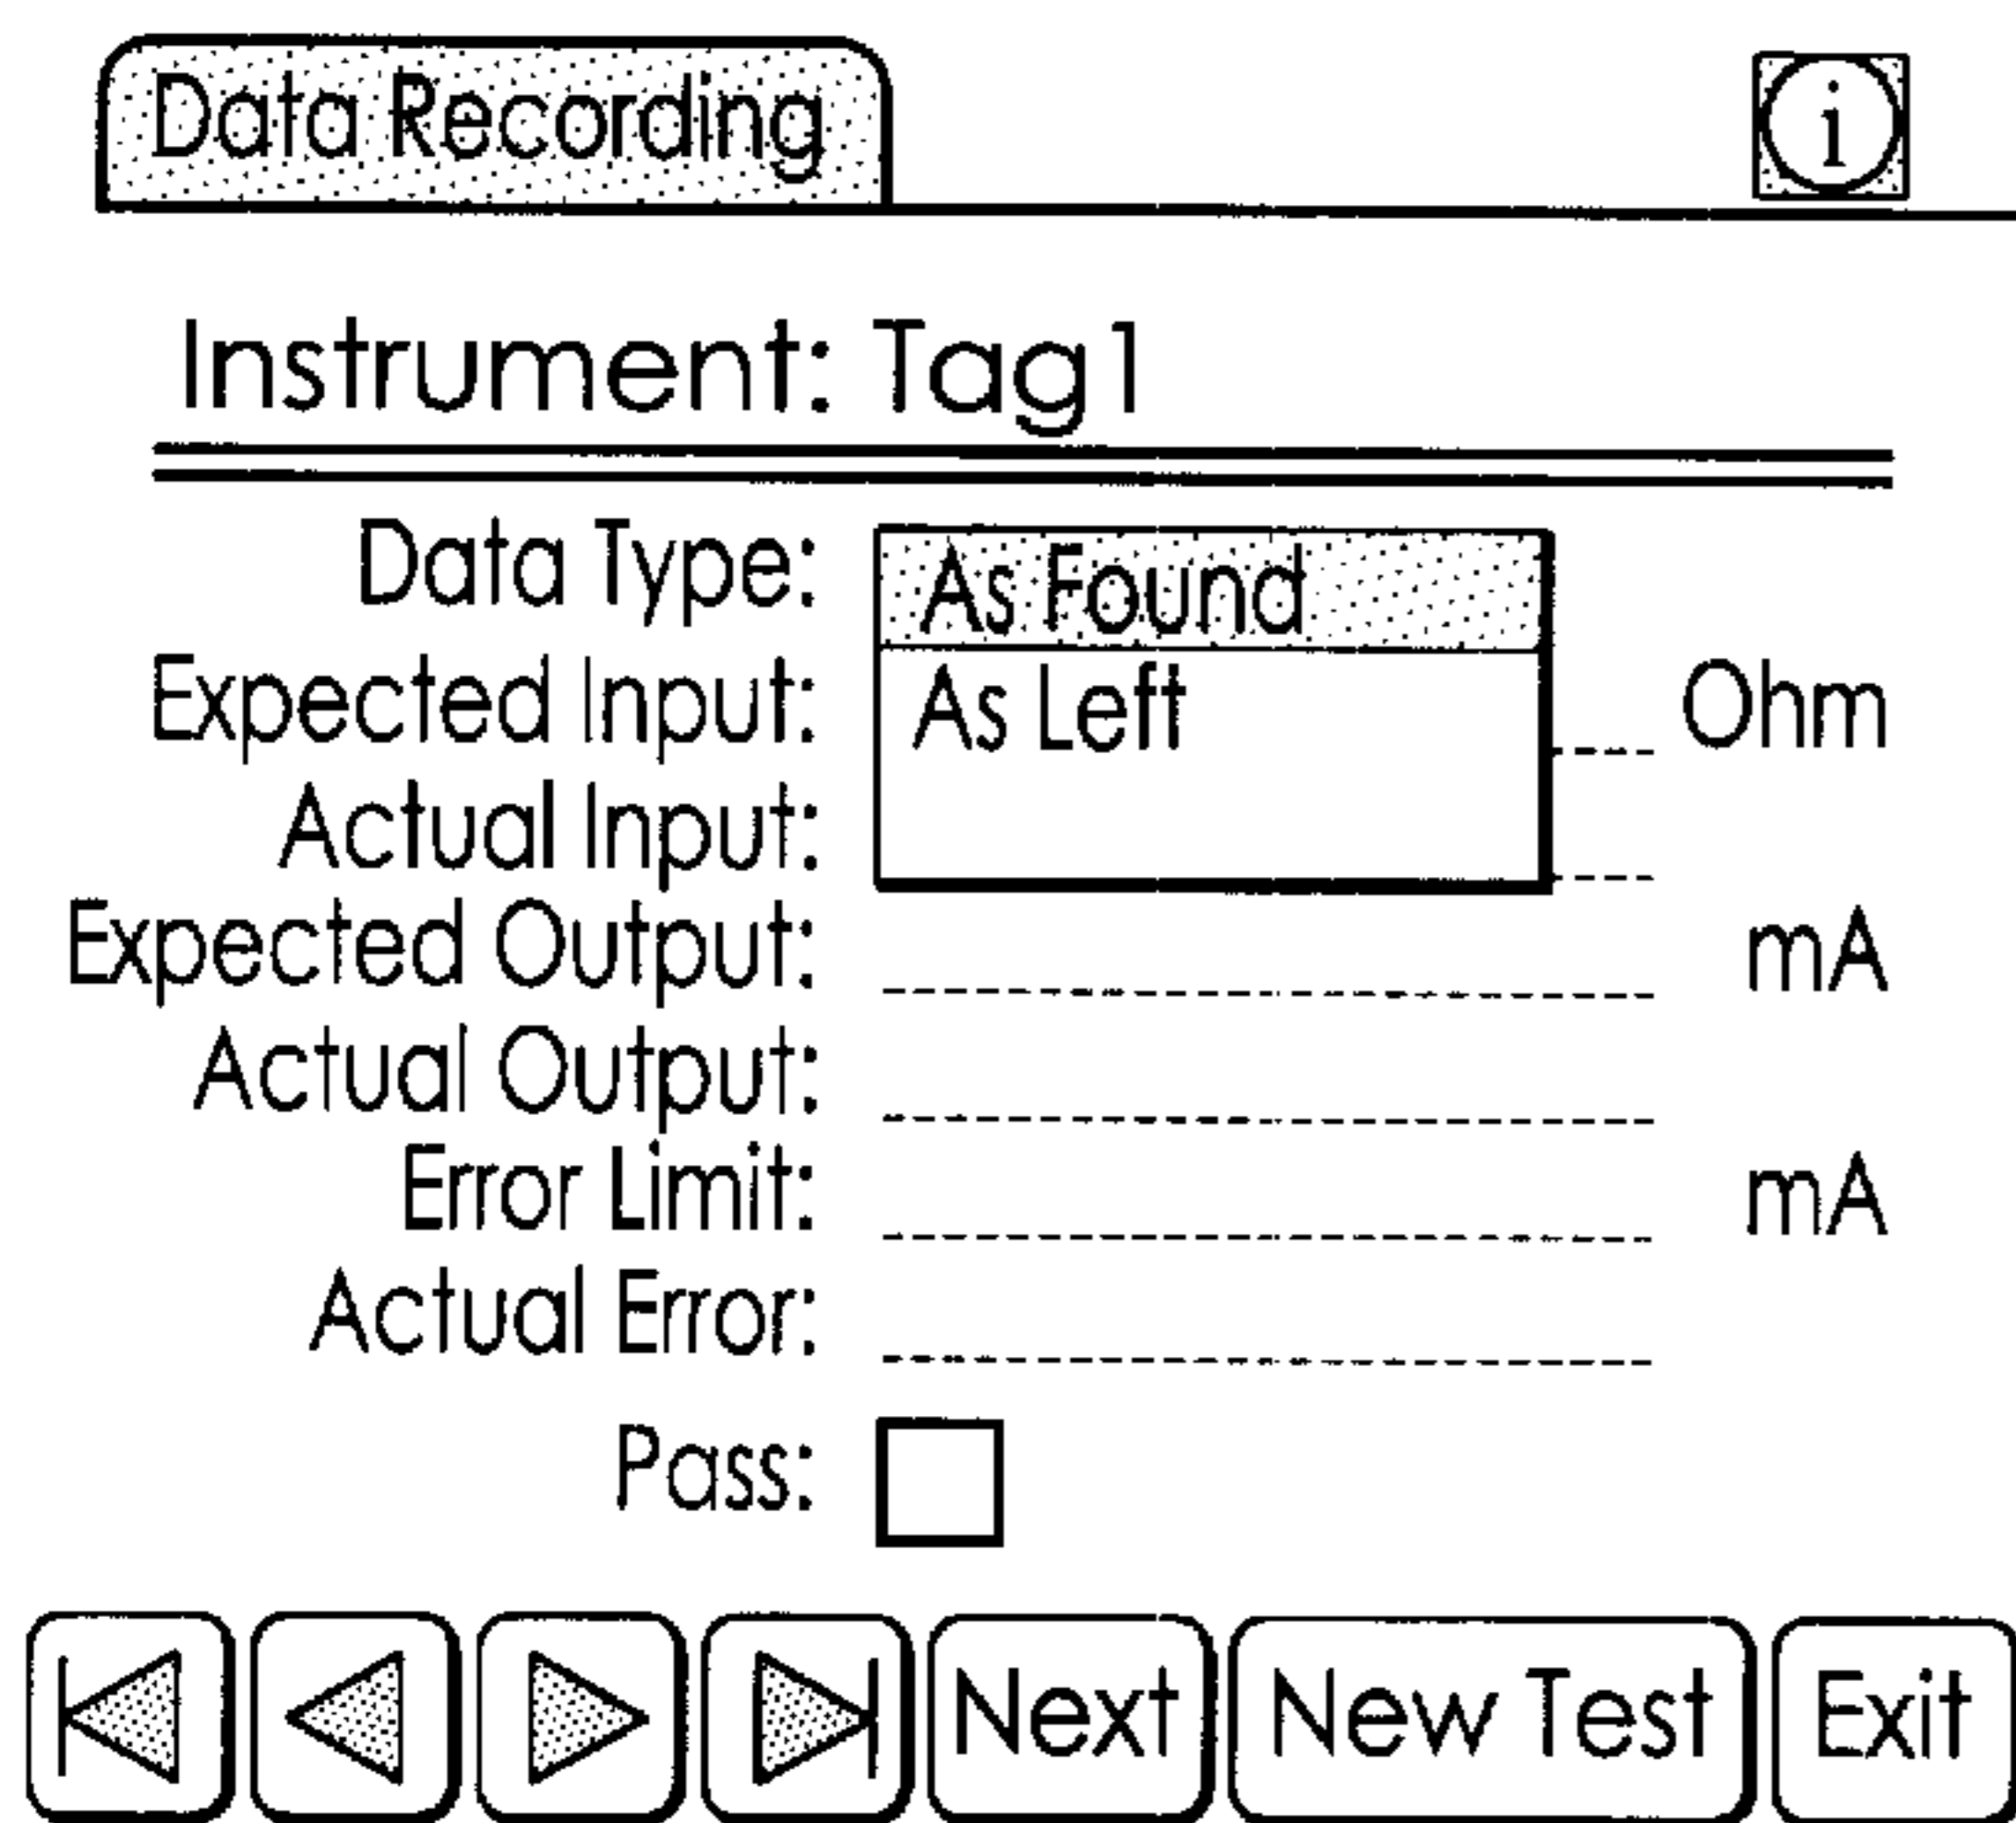 Data Recording
i
Instrument: Tag1
Data Type: As Found
Expected Input: As Left Ohm
Actual Input:
Expected Output: mA
Actual Output:
Error Limit: mA
Actual Error:
Pass:
Next New Test Exit